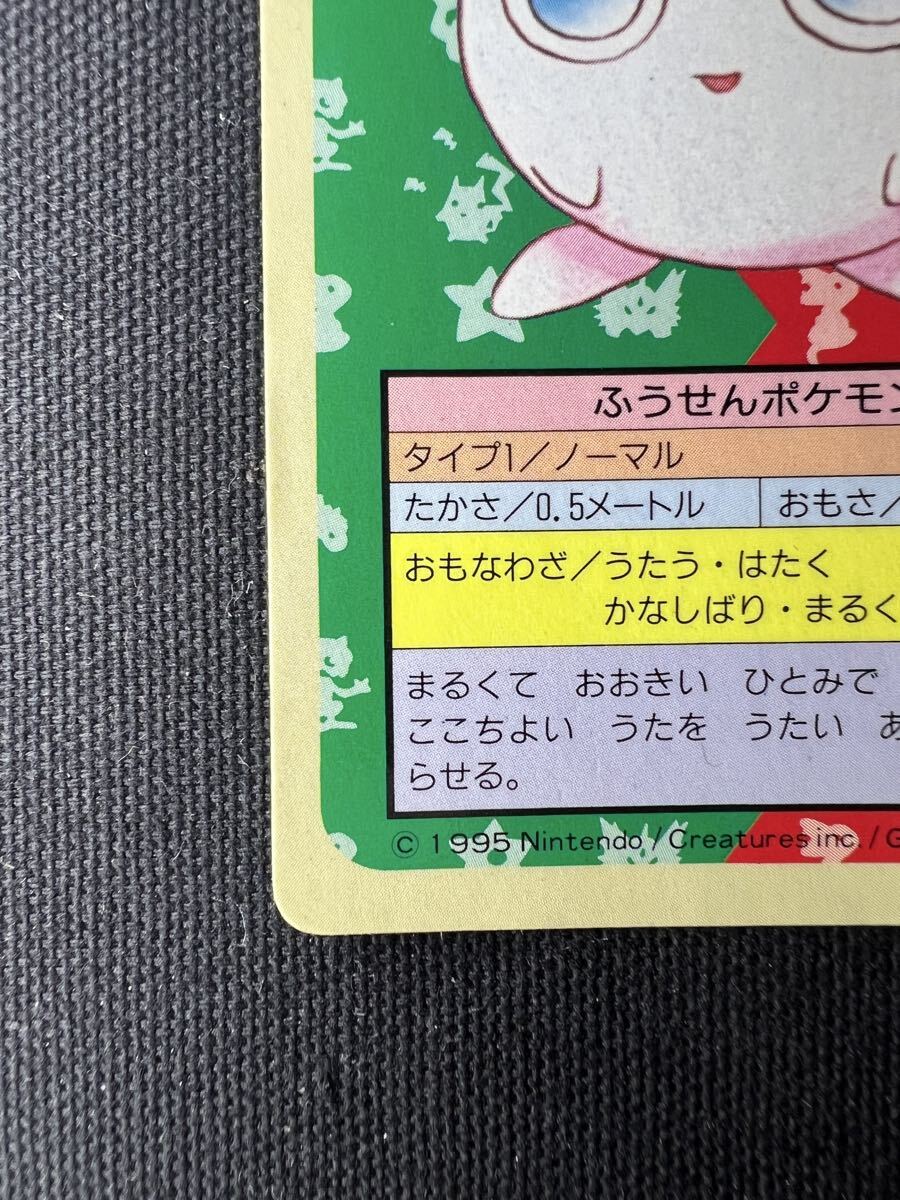 ふうせんポケモン
タイプ1/ノーマル
たかさ/0.5メートル おもさ/
おもなわざ/うたう・はたく
かなしばり・まるく
まるくて おおきい ひとみで
ここちよい うたを うたい あ
らせる。
© 1995 Nintendo / Creatures inc. / G